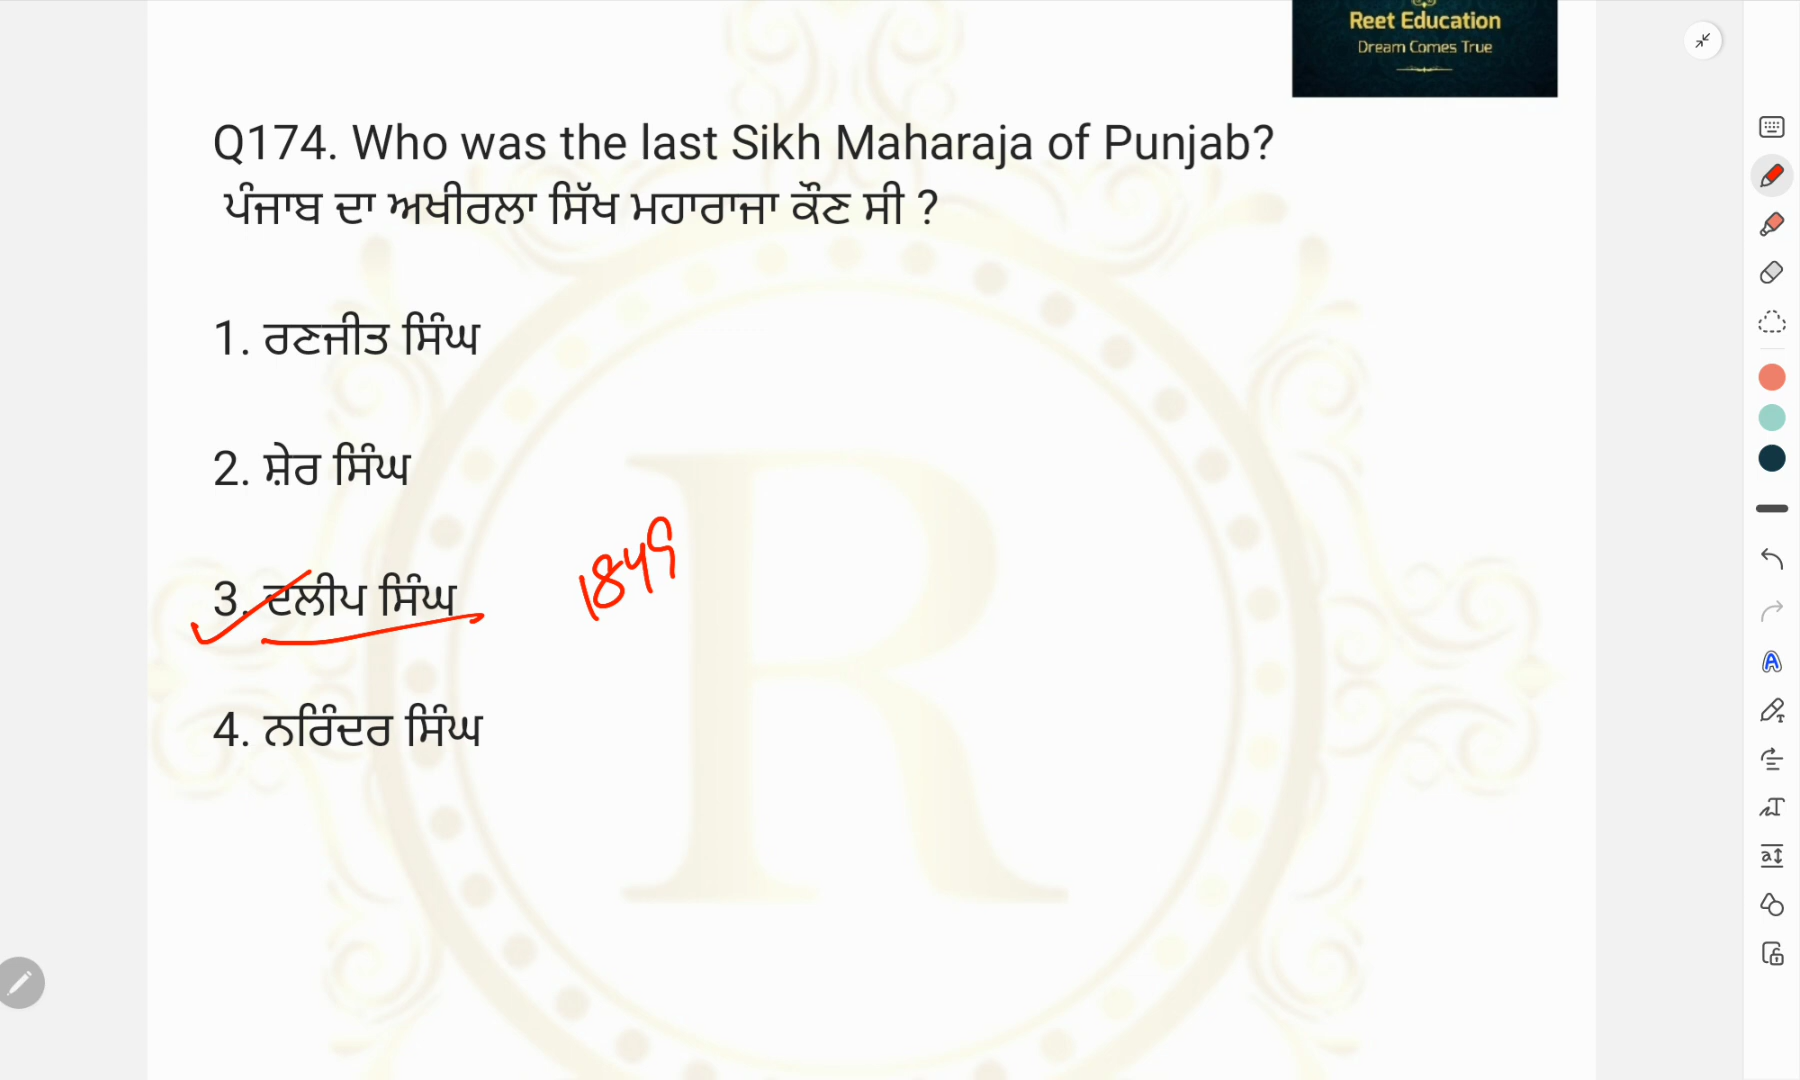 Reet Education
Dream Comes True
Q174. Who was the last Sikh Maharaja of Punjab?
ਪੰਜਾਬ ਦਾ ਅਖੀਰਲਾ ਸਿੱਖ ਮਹਾਰਾਜਾ ਕੌਣ ਸੀ ?
1. ਰਣਜੀਤ ਸਿੰਘ
2. ਸ਼ੇਰ ਸਿੰਘ
3. ਦਲੀਪ ਸਿੰਘ
1849
4. ਨਰਿੰਦਰ ਸਿੰਘ